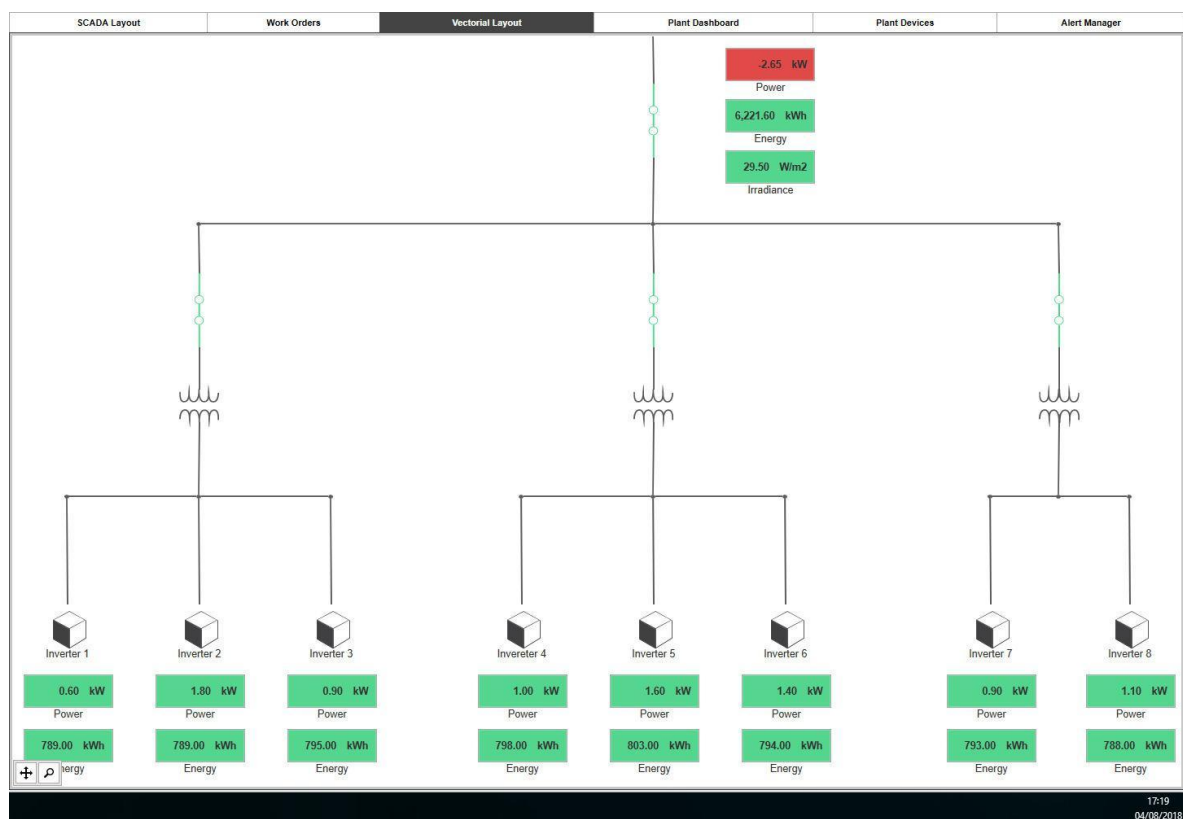 SCADA Layout Work Orders Vectorial Layout Plant Dashboard Plant Devices Alert Manager
-2.65 kW
Power
6,221.60 kWh
Energy
29.50 W/m2
Irradiance
Inverter 1 Inverter 2 Inverter 3 Invereter 4 Inverter 5 Inverter 6 Inverter 7 Inverter 8
0.60 kW 1.80 kW 0.90 kW 1.00 kW 1.60 kW 1.40 kW 0.90 kW 1.10 kW
Power Power Power Power Power Power Power Power
789.00 kWh 789.00 kWh 795.00 kWh 798.00 kWh 803.00 kWh 794.00 kWh 793.00 kWh 788.00 kWh
nergy Energy Energy Energy Energy Energy Energy Energy
17:19
04/08/2018